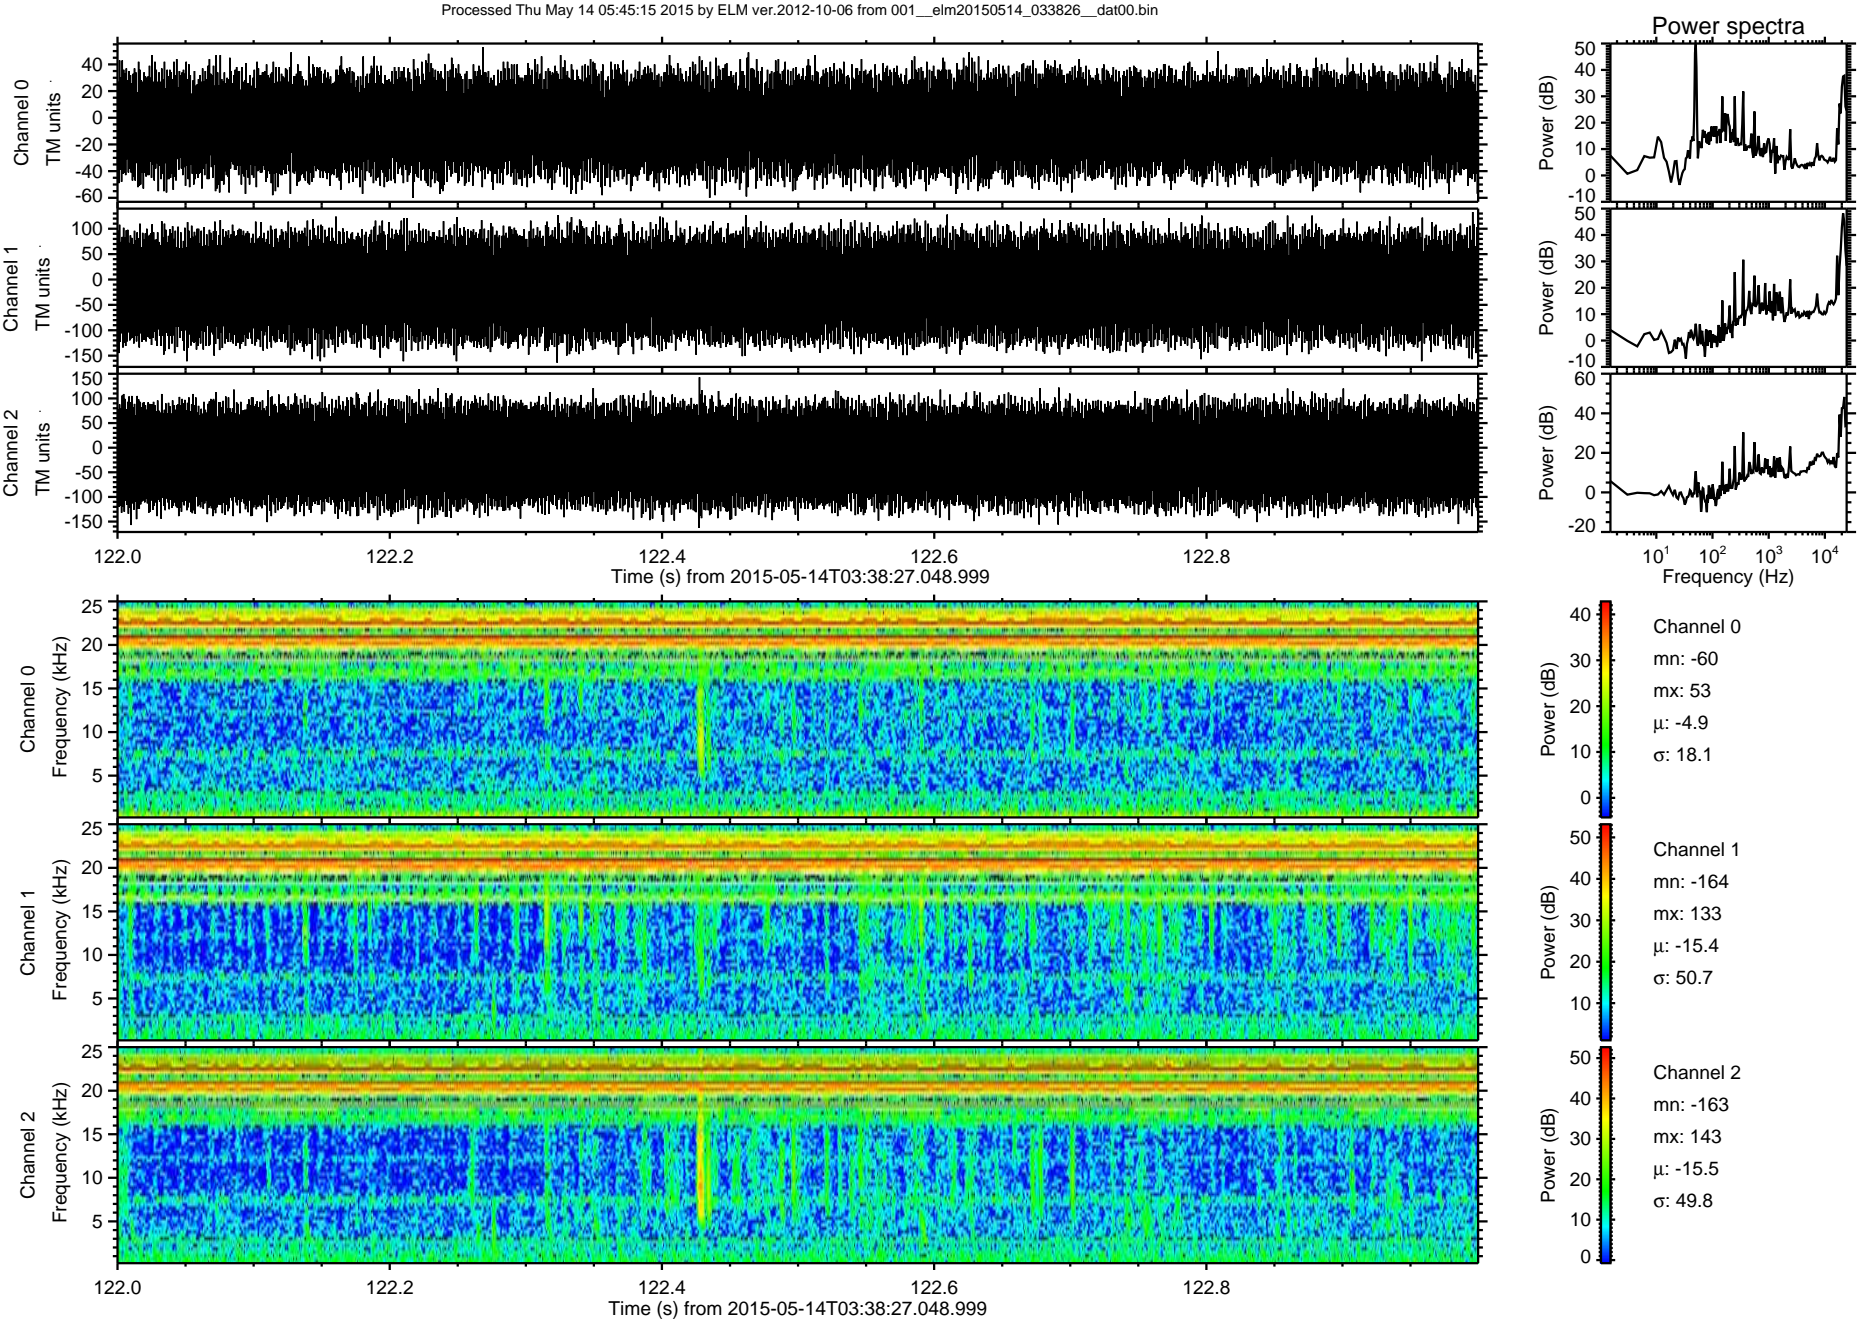 Processed Thu May 14 05:45:15 2015 by ELM ver.2012-10-06 from 001__elm20150514_033826__dat00.bin
Power spectra
Channel 0
TM units
40
20
0
-20
-40
-60
Power (dB)
50
40
30
20
10
0
-10
Channel 1
TM units
100
50
0
-50
-100
-150
Power (dB)
50
40
30
20
10
0
-10
Channel 2
TM units
150
100
50
0
-50
-100
-150
Power (dB)
60
40
20
0
-20
122.0 122.2 122.4 122.6 122.8
Time (s) from 2015-05-14T03:38:27.048.999
10^1 10^2 10^3 10^4
Frequency (Hz)
Channel 0
Frequency (kHz)
25
20
15
10
5
Power (dB)
40
30
20
10
0
Channel 0
mn: -60
mx: 53
μ: -4.9
σ: 18.1
Channel 1
Frequency (kHz)
25
20
15
10
5
Power (dB)
50
40
30
20
10
Channel 1
mn: -164
mx: 133
μ: -15.4
σ: 50.7
Channel 2
Frequency (kHz)
25
20
15
10
5
Power (dB)
50
40
30
20
10
0
Channel 2
mn: -163
mx: 143
μ: -15.5
σ: 49.8
122.0 122.2 122.4 122.6 122.8
Time (s) from 2015-05-14T03:38:27.048.999